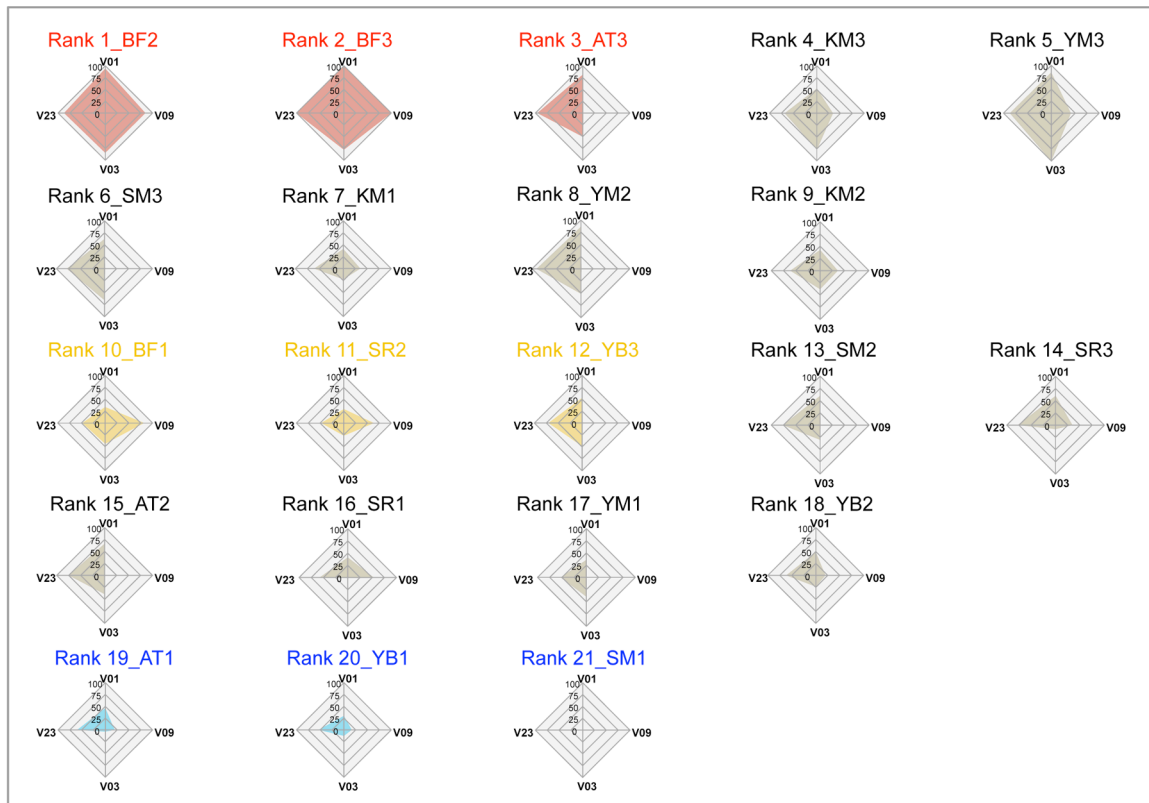 Rank 1_BF2
V01
100
75
50
25
0
V23
V09
V03
Rank 2_BF3
V01
100
75
50
25
0
V23
V09
V03
Rank 3_AT3
V01
100
75
50
25
0
V23
V09
V03
Rank 4_KM3
V01
100
75
50
25
0
V23
V09
V03
Rank 5_YM3
V01
100
75
50
25
0
V23
V09
V03
Rank 6_SM3
V01
100
75
50
25
0
V23
V09
V03
Rank 7_KM1
V01
100
75
50
25
0
V23
V09
V03
Rank 8_YM2
V01
100
75
50
25
0
V23
V09
V03
Rank 9_KM2
V01
100
75
50
25
0
V23
V09
V03
Rank 10_BF1
V01
100
75
50
25
0
V23
V09
V03
Rank 11_SR2
V01
100
75
50
25
0
V23
V09
V03
Rank 12_YB3
V01
100
75
50
25
0
V23
V09
V03
Rank 13_SM2
V01
100
75
50
25
0
V23
V09
V03
Rank 14_SR3
V01
100
75
50
25
0
V23
V09
V03
Rank 15_AT2
V01
100
75
50
25
0
V23
V09
V03
Rank 16_SR1
V01
100
75
50
25
0
V23
V09
V03
Rank 17_YM1
V01
100
75
50
25
0
V23
V09
V03
Rank 18_YB2
V01
100
75
50
25
0
V23
V09
V03
Rank 19_AT1
V01
100
75
50
25
0
V23
V09
V03
Rank 20_YB1
V01
100
75
50
25
0
V23
V09
V03
Rank 21_SM1
V01
100
75
50
25
0
V23
V09
V03